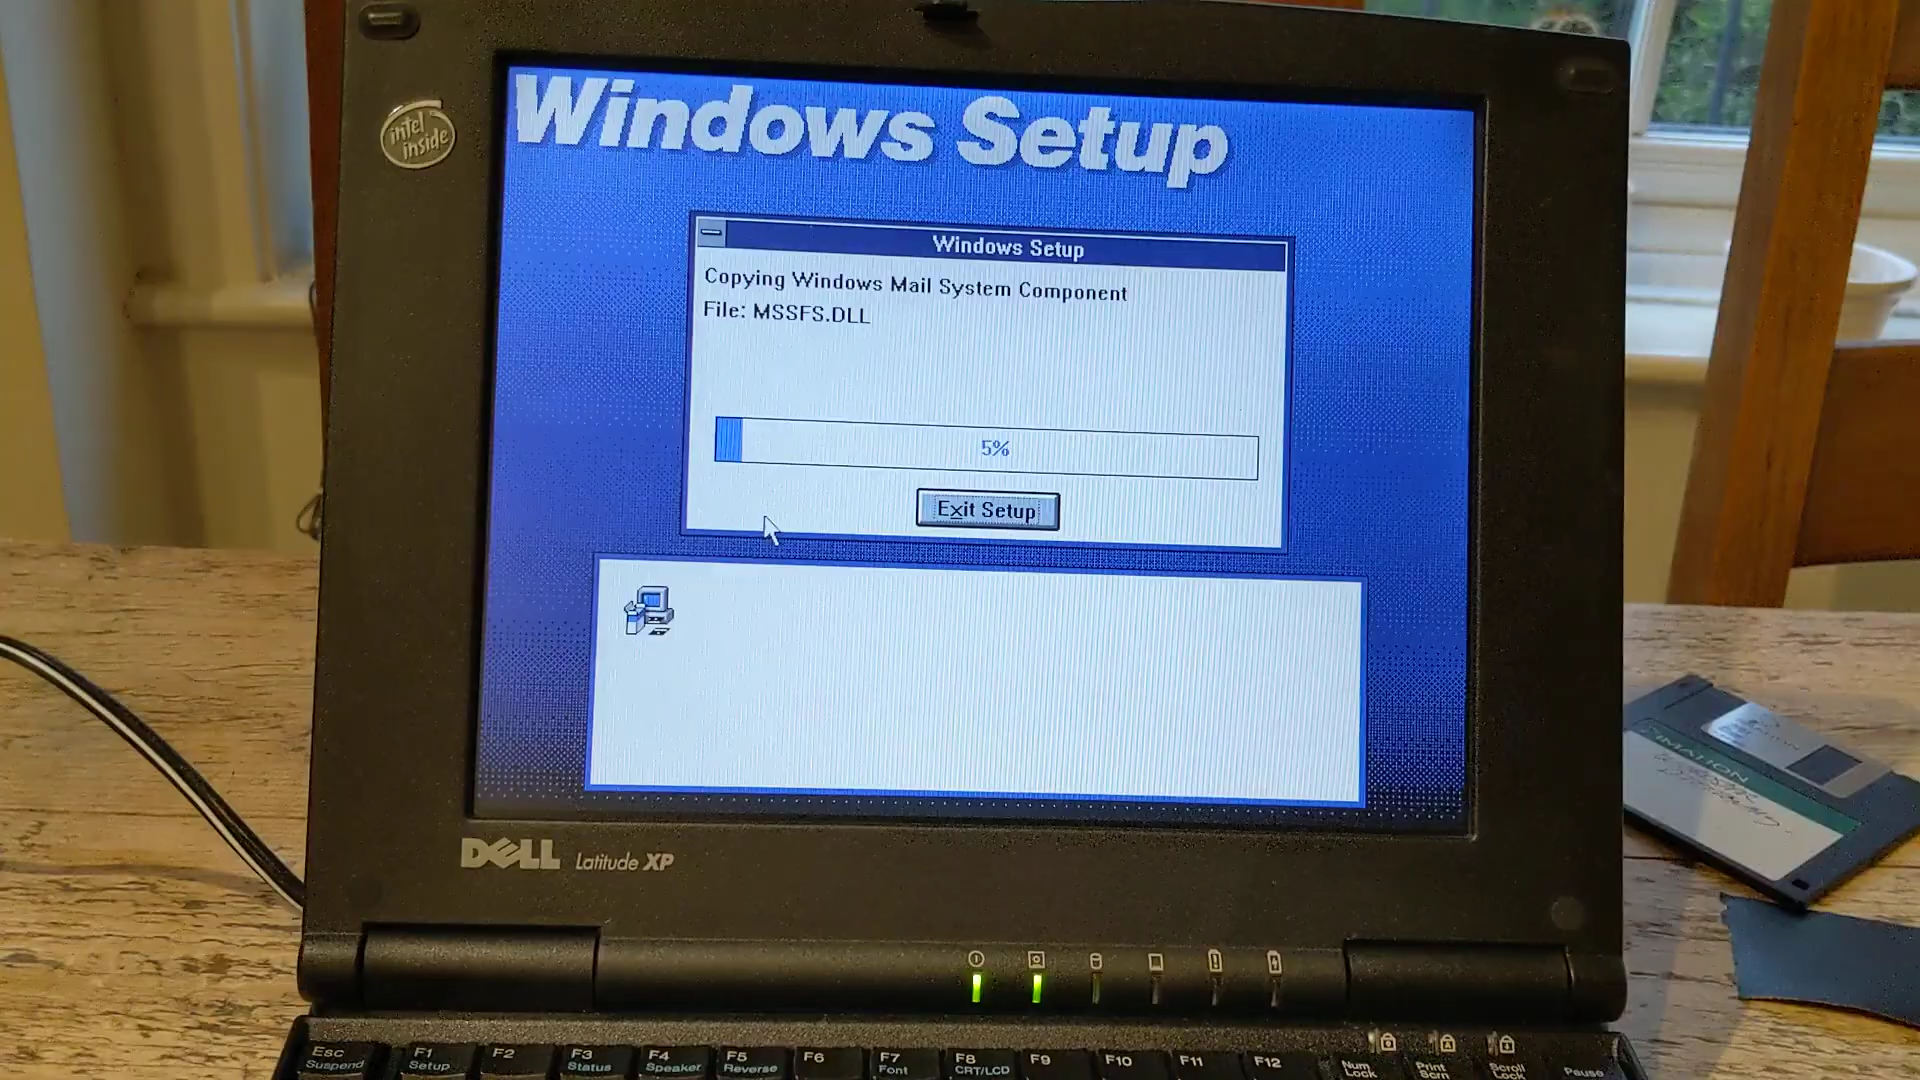 Windows Setup
intel
inside
Windows Setup
Copying Windows Mail System Component
File: MSSFS.DLL
5%
Exit Setup
DELL Latitude XP
IMATION
Esc
Suspend
F1
Setup
F2
F3
Status
F4
Speaker
F5
Reverse
F6
F7
Font
F8
CRT/LCD
F9
F10
F11
F12
Num
Lock
Print
Scrn
Scroll
Lock
Pause